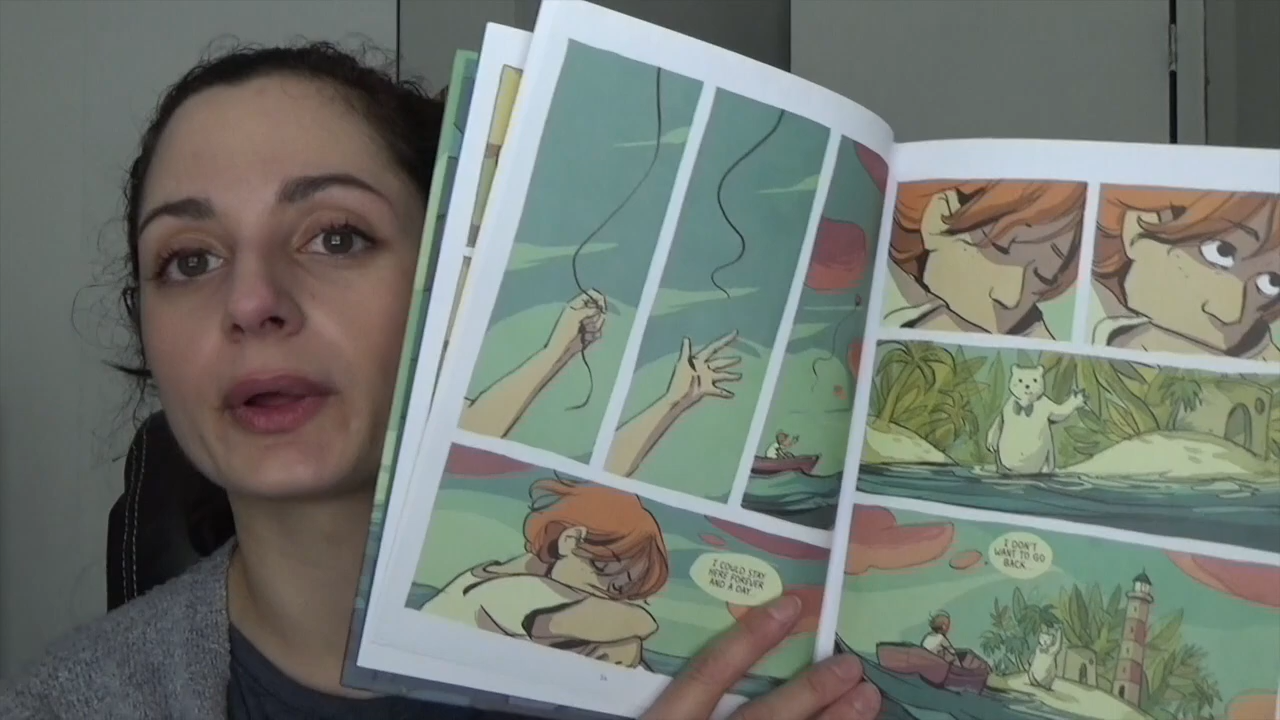 I COULD STAY
HERE FOREVER
AND A DAY.
I DON'T
WANT TO GO
BACK.